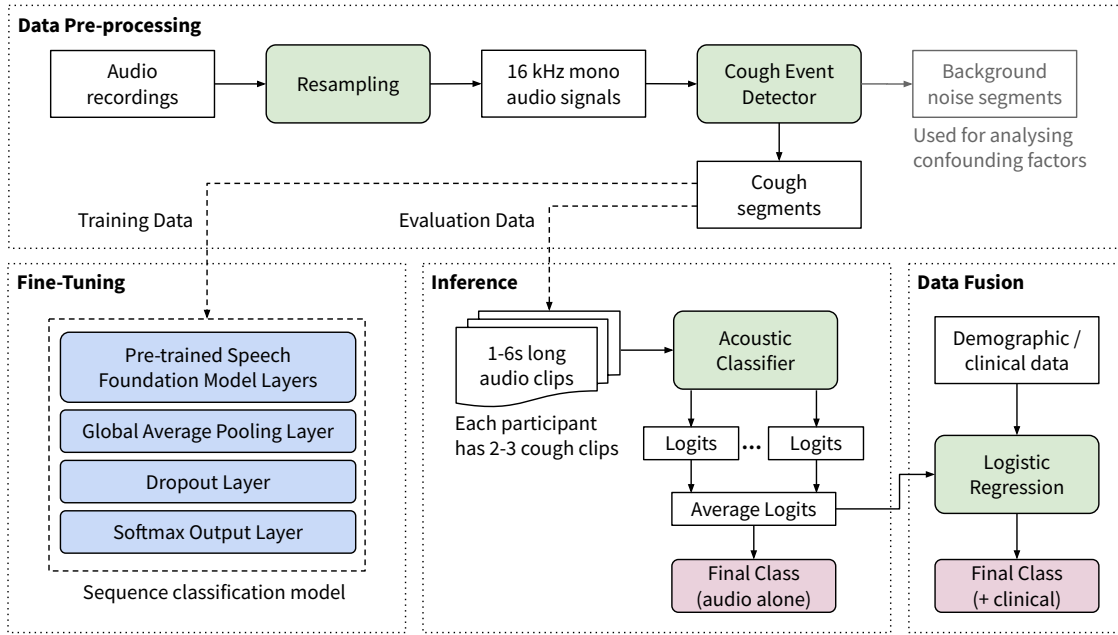 Data Pre-processing
Audio
recordings
Resampling
16 kHz mono
audio signals
Cough Event
Detector
Background
noise segments
Used for analysing
confounding factors
Cough
segments
Training Data
Evaluation Data
Fine-Tuning
Pre-trained Speech
Foundation Model Layers
Global Average Pooling Layer
Dropout Layer
Softmax Output Layer
Sequence classification model
Inference
1-6s long
audio clips
Each participant
has 2-3 cough clips
Acoustic
Classifier
Logits ... Logits
Average Logits
Final Class
(audio alone)
Data Fusion
Demographic /
clinical data
Logistic
Regression
Final Class
(+ clinical)